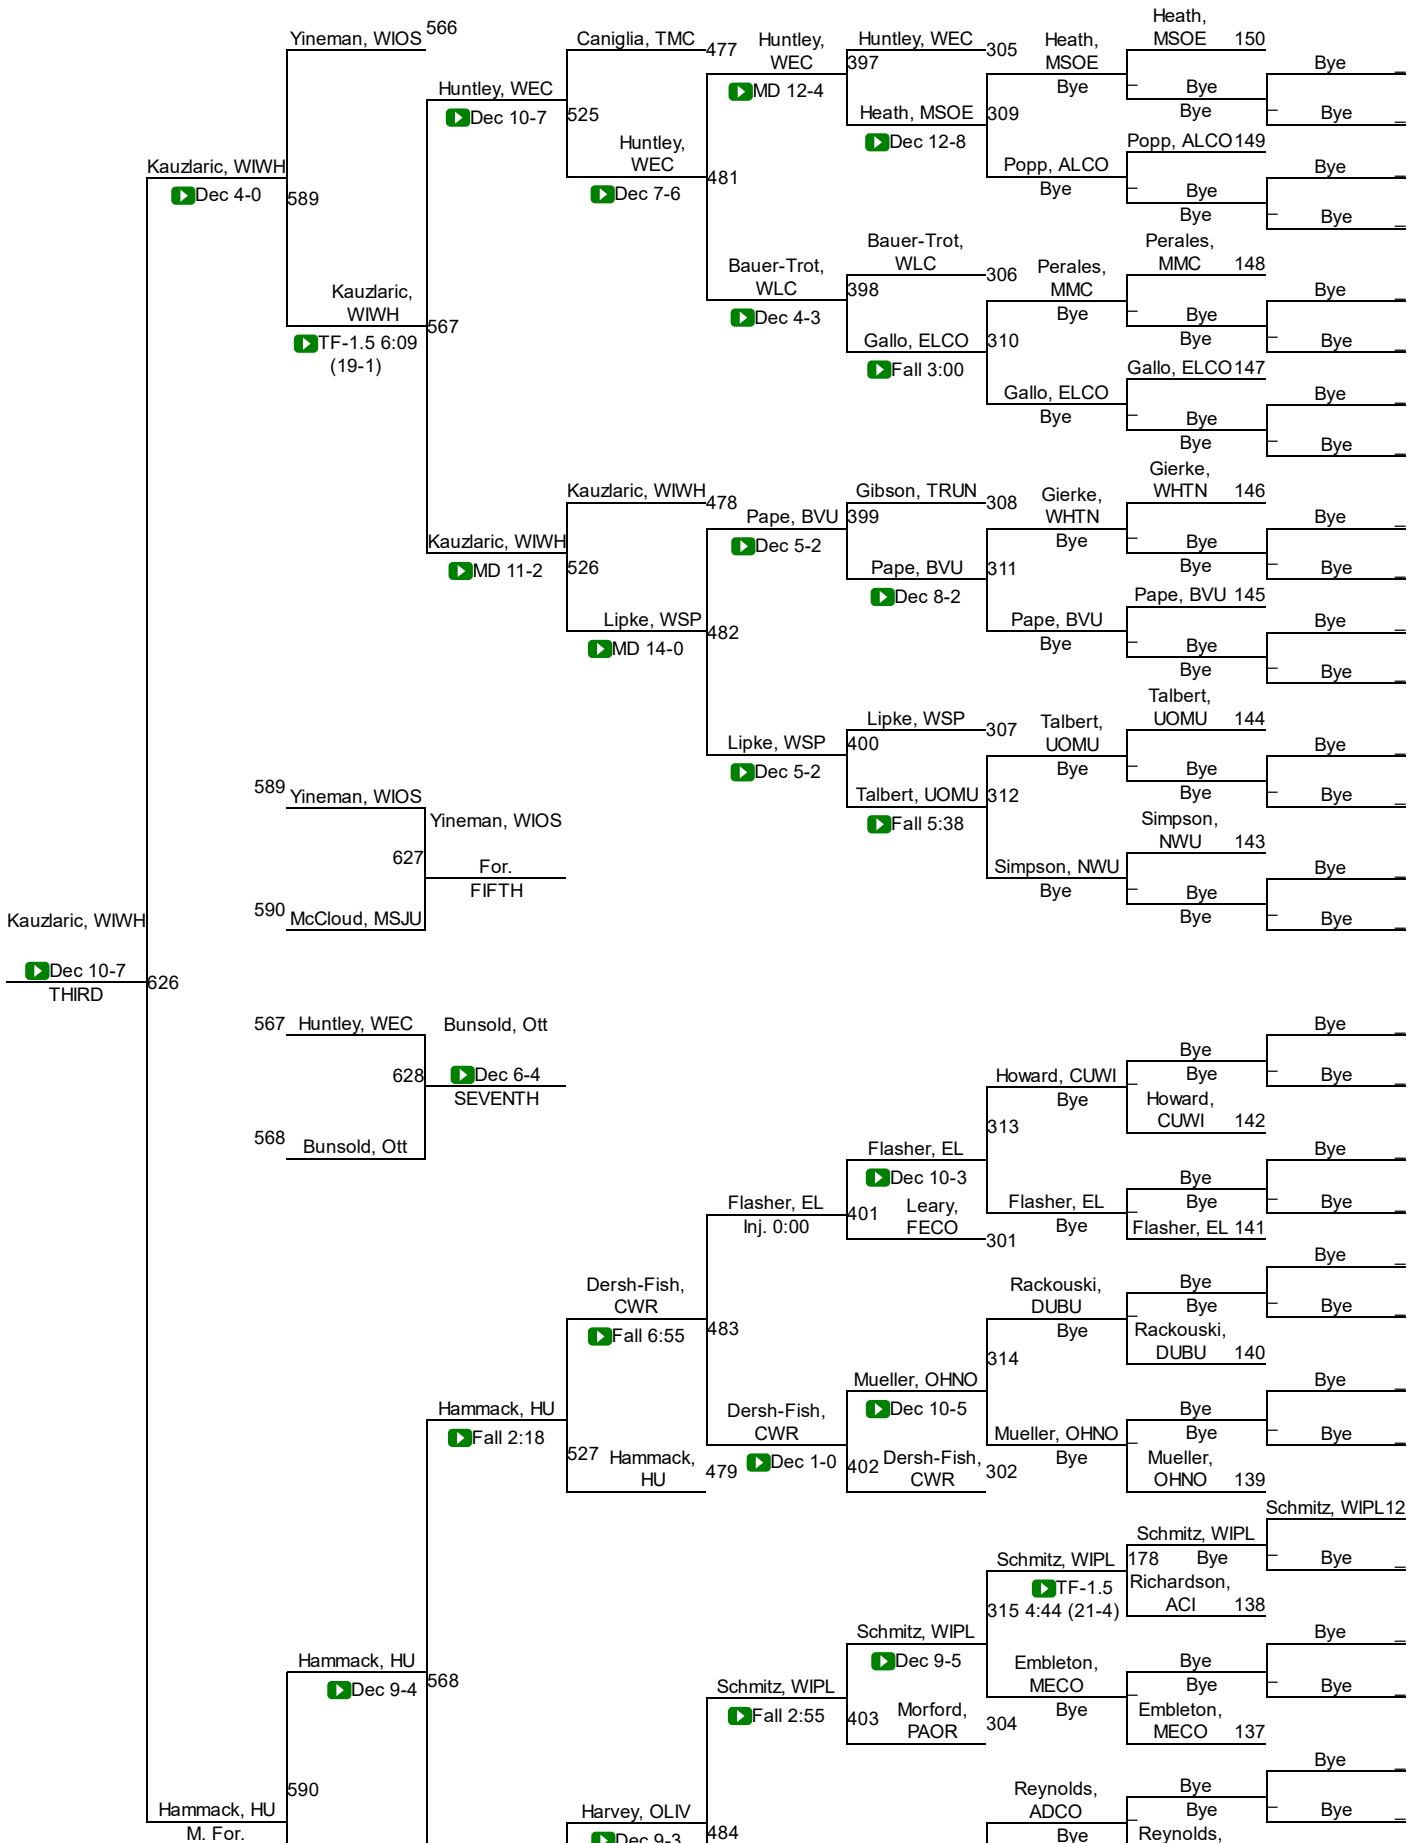 Yineman, WIOS
566
Caniglia, TMC
477
Huntley,
WEC
MD 12-4
Huntley, WEC
305
397
Heath,
MSOE
Bye
Heath,
MSOE 150
Bye
Bye
Bye
Bye
Huntley, WEC
Dec 10-7
525
Heath, MSOE
309
Dec 12-8
Huntley,
WEC
Dec 7-6
481
Popp, ALCO
Bye
Popp, ALCO 149
Bye
Bye
Bye
Bye
Kauzlaric, WIWH
Dec 4-0
589
Bauer-Trot,
WLC
Dec 4-3
Bauer-Trot,
WLC
306
398
Perales,
MMC
Bye
Perales,
MMC 148
Bye
Bye
Bye
Bye
Kauzlaric,
WIWH
TF-1.5 6:09
(19-1)
567
Gallo, ELCO
310
Fall 3:00
Gallo, ELCO
Bye
Gallo, ELCO 147
Bye
Bye
Bye
Bye
Kauzlaric, WIWH
478
Pape, BVU
Dec 5-2
Gibson, TRUN
308
399
Gierke,
WHTN
Bye
Gierke,
WHTN 146
Bye
Bye
Bye
Bye
Kauzlaric, WIWH
MD 11-2
526
Pape, BVU
311
Dec 8-2
Lipke, WSP
MD 14-0
482
Pape, BVU
Bye
Pape, BVU 145
Bye
Bye
Bye
Bye
Lipke, WSP
Dec 5-2
Lipke, WSP
307
400
Talbert,
UOMU
Bye
Talbert,
UOMU 144
Bye
Bye
Bye
Bye
589
Yineman, WIOS
Yineman, WIOS
627
For.
FIFTH
590
McCloud, MSJU
Talbert, UOMU
312
Fall 5:38
Simpson, NWU
Bye
Simpson,
NWU 143
Bye
Bye
Bye
Bye
Kauzlaric, WIWH
Dec 10-7
THIRD
626
567
Huntley, WEC
Bunsold, Ott
628
Dec 6-4
SEVENTH
568
Bunsold, Ott
Howard, CUWI
Bye
313
Bye
Bye
Howard,
CUWI 142
Bye
Bye
Flasher, EL
Dec 10-3
Flasher, EL
Inj. 0:00
401
Leary,
FECO
301
Flasher, EL
Bye
Bye
Bye
Flasher, EL 141
Bye
Bye
Dersh-Fish,
CWR
Fall 6:55
483
Rackouski,
DUBU
Bye
314
Bye
Bye
Rackouski,
DUBU 140
Bye
Bye
Hammack, HU
Fall 2:18
527
Hammack,
HU
479
Dersh-Fish,
CWR
Dec 1-0
Mueller, OHNO
Dec 10-5
402
Dersh-Fish,
CWR
302
Mueller, OHNO
Bye
Bye
Bye
Mueller,
OHNO 139
Bye
Bye
Schmitz, WIPL
TF-1.5
315 4:44 (21-4)
Schmitz, WIPL
178 Bye
Richardson,
ACI 138
Schmitz, WIPL12
Bye
Hammack, HU
Dec 9-4
568
Schmitz, WIPL
Fall 2:55
Schmitz, WIPL
Dec 9-5
403
Morford,
PAOR
304
Embleton,
MECO
Bye
Bye
Bye
Embleton,
MECO 137
Bye
Bye
Hammack, HU
M. For.
590
Harvey, OLIV
Dec 9-3
484
Reynolds,
ADCO
Bye
Bye
Bye
Reynolds,
Bye
Bye